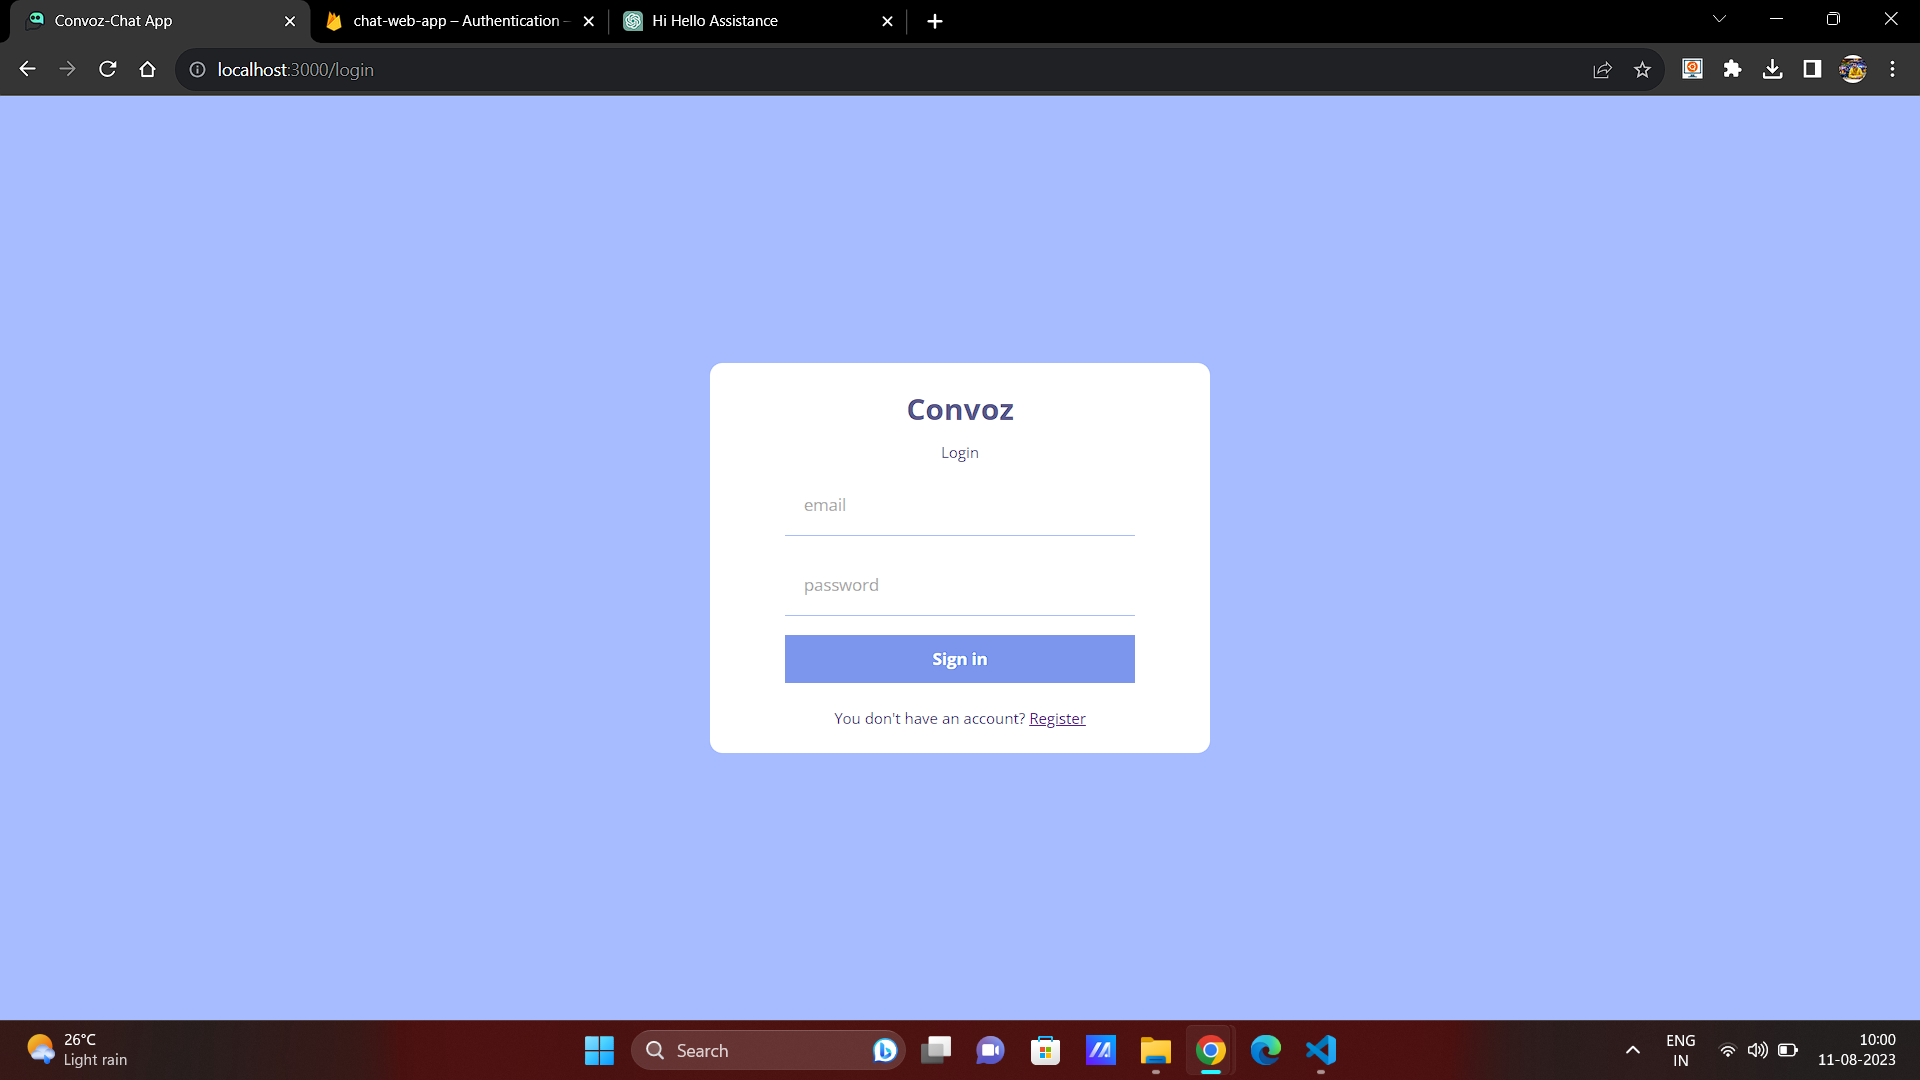 Convoz-Chat App
chat-web-app – Authentication –
Hi Hello Assistance
localhost:3000/login
Convoz
Login
email
password
Sign in
You don't have an account? Register
26°C
Light rain
Search
ENG
IN
10:00
11-08-2023